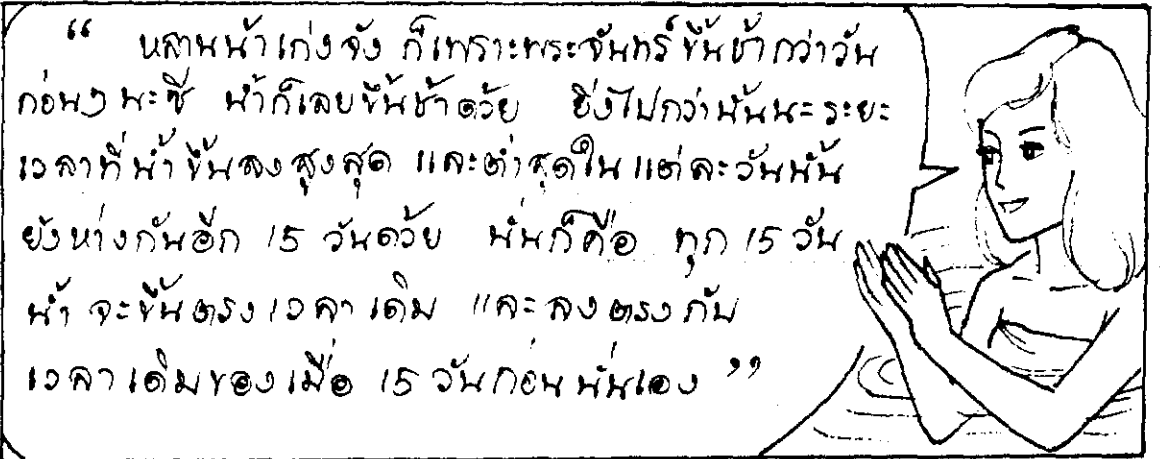 “ หลานน้าเก่งจัง ก็เพราะพระจันทร์ขึ้นช้ากว่าวัน
ก่อนๆ นะซี น้ำก็เลยขึ้นช้าด้วย ยิ่งไปกว่านั้นนะระยะ
เวลาที่น้ำขึ้นลงสูงสุด และต่ำสุดในแต่ละวันนั้น
ยังห่างกันอีก 15 วันด้วย นั่นก็คือ ทุก 15 วัน
น้ำจะขึ้นตรงเวลาเดิม และลงตรงกับ
เวลาเดิมของเมื่อ 15 วันก่อนนั่นเอง ”